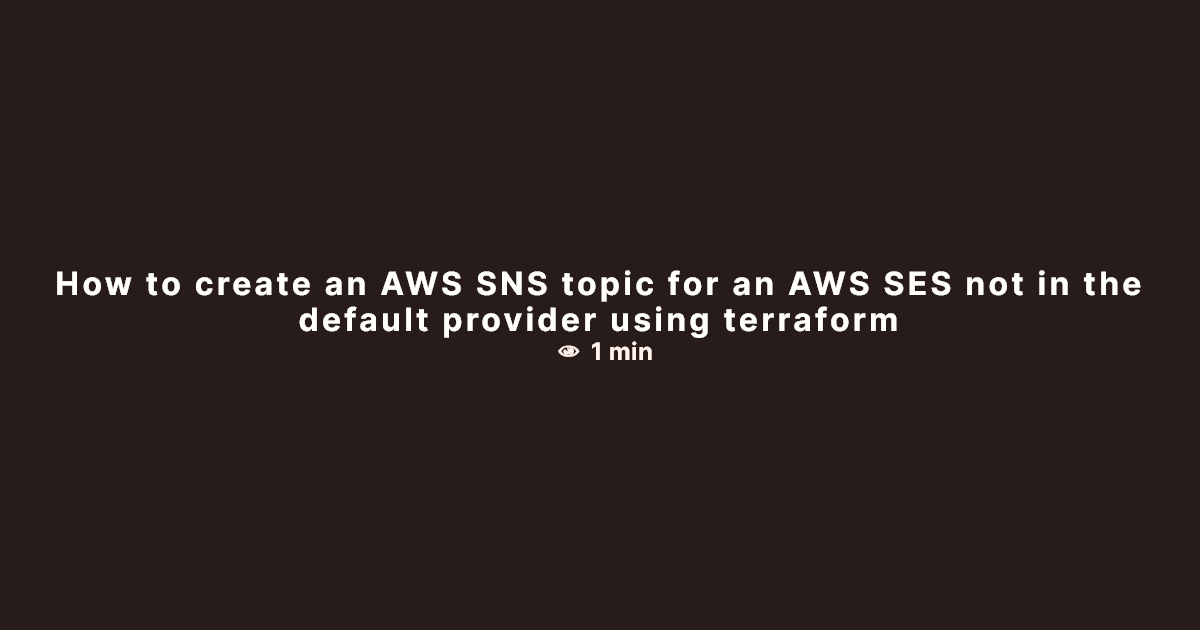 How to create an AWS SNS topic for an AWS SES not in the
default provider using terraform
1 min